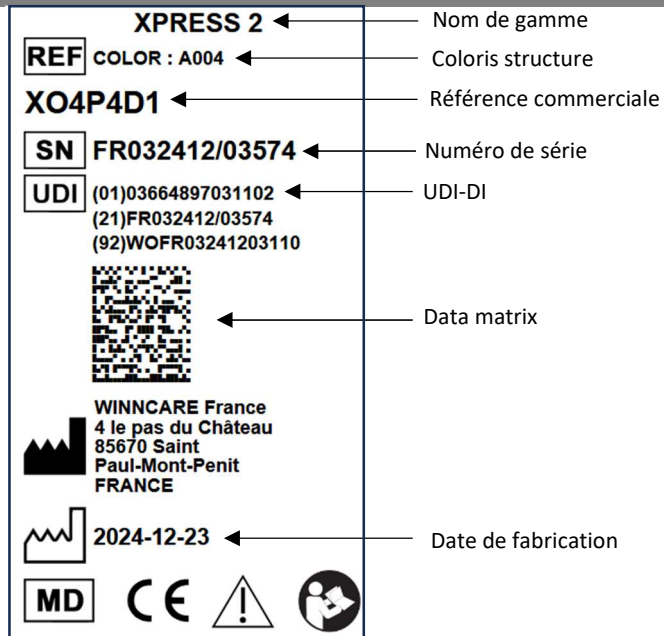 XPRESS 2
Nom de gamme
REF COLOR : A004
Coloris structure
XO4P4D1
Référence commerciale
SN FR032412/03574
Numéro de série
UDI (01)03664897031102
UDI-DI
(21)FR032412/03574
(92)WOFR03241203110
Data matrix
WINNCARE France
4 le pas du Château
85670 Saint
Paul-Mont-Penit
FRANCE
2024-12-23
Date de fabrication
MD CE